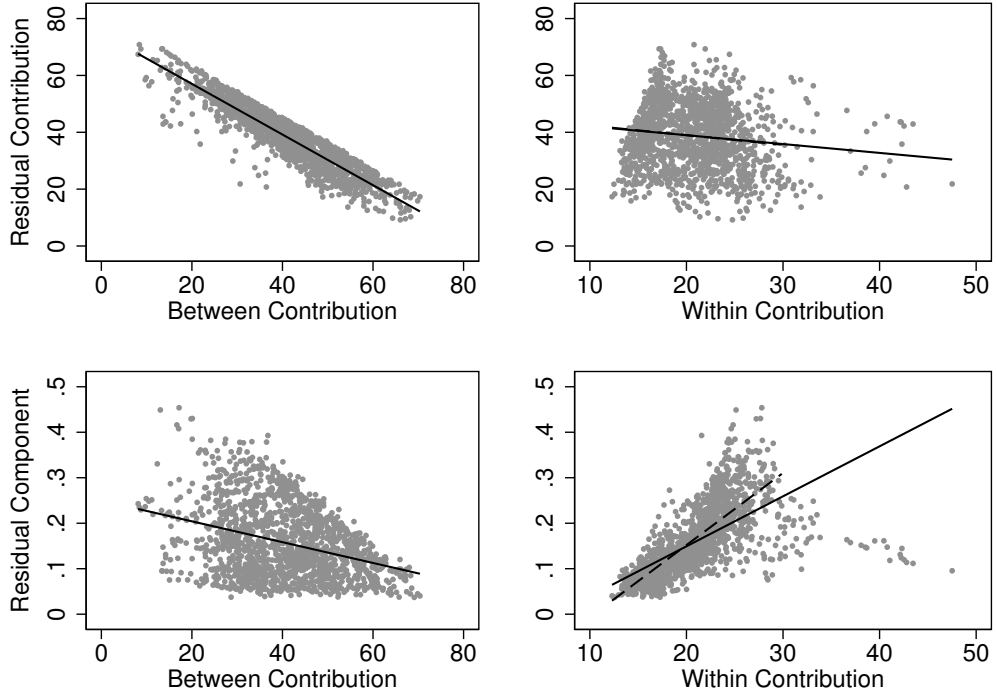 80
60
40
20
0
Residual Contribution
0 20 40 60 80
Between Contribution
80
60
40
20
0
10 20 30 40 50
Within Contribution
.5
.4
.3
.2
.1
0
Residual Component
0 20 40 60 80
Between Contribution
.5
.4
.3
.2
.1
0
10 20 30 40 50
Within Contribution